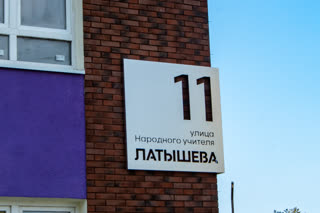 11
улица
Народного учителя
ЛАТЫШЕВА